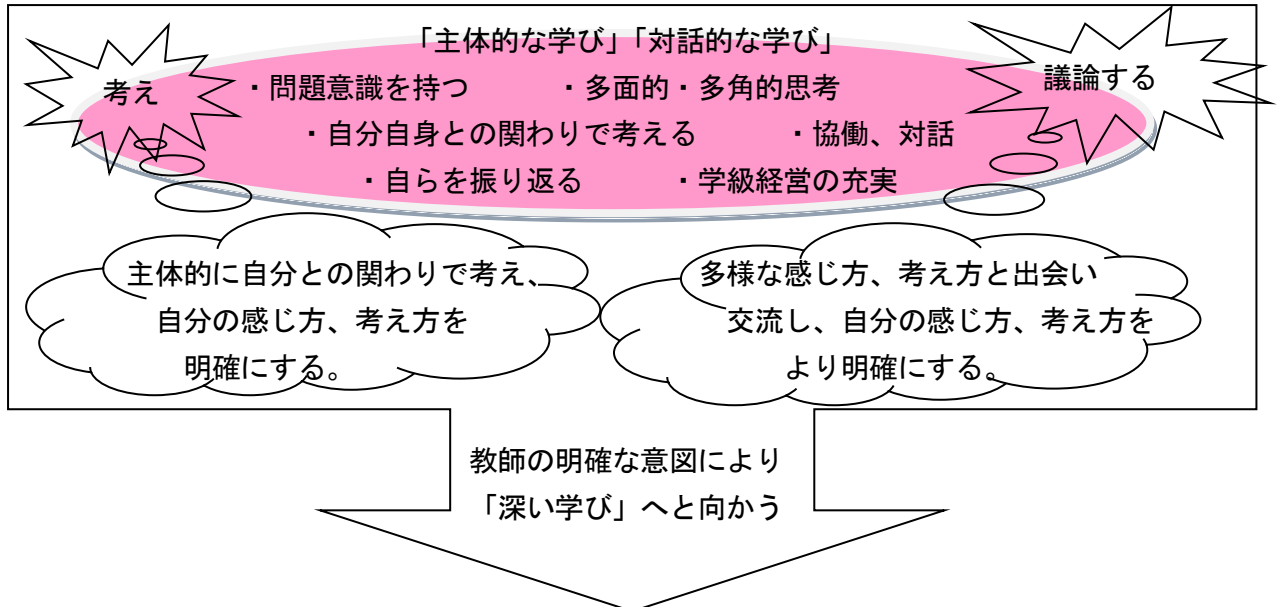 「主体的な学び」「対話的な学び」
考え
議論する
・問題意識を持つ ・多面的・多角的思考
・自分自身との関わりで考える ・協働、対話
・自らを振り返る ・学級経営の充実
主体的に自分との関わりで考え、
自分の感じ方、考え方を
明確にする。
多様な感じ方、考え方と出会い
交流し、自分の感じ方、考え方を
より明確にする。
教師の明確な意図により
「深い学び」へと向かう